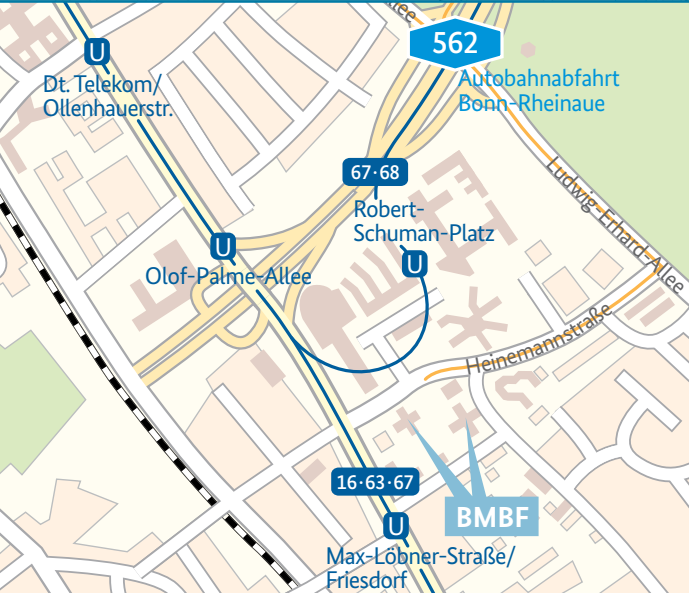 llee
562
U
Dt. Telekom/
Ollenhauerstr.
Autobahnabfahrt
Bonn-Rheinaue
67·68
Ludwig-Erhard-Allee
Robert-
Schuman-Platz
U
U
Olof-Palme-Allee
Heinemannstraße
16·63·67
BMBF
U
Max-Löbner-Straße/
Friesdorf